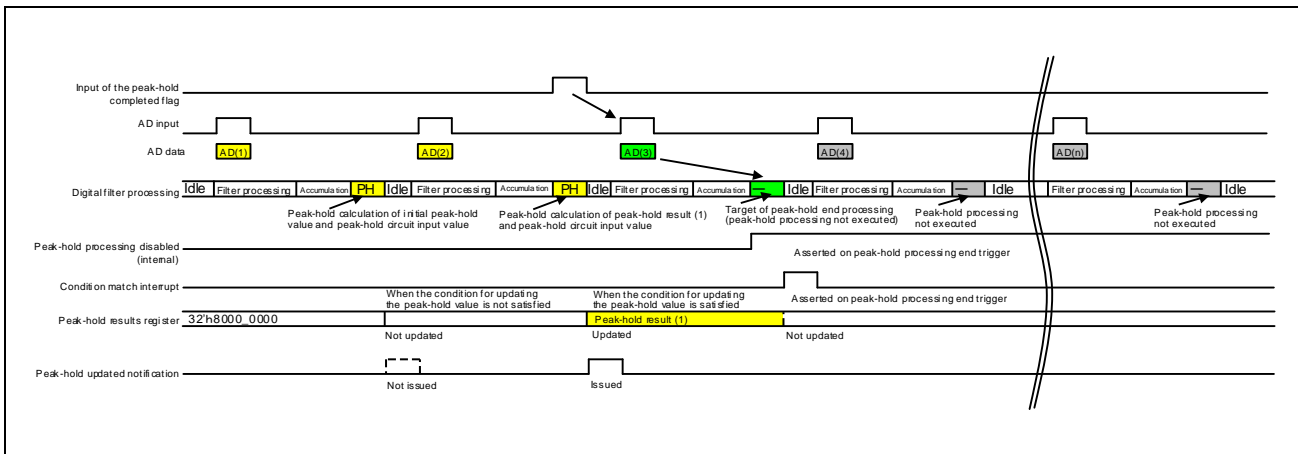 Input of the peak-hold
completed flag
AD input
AD data
AD(1)
AD(2)
AD(3)
AD(4)
AD(n)
Digital filter processing
Idle
Filter processing
Accumulation
PH
Idle
Filter processing
Accumulation
PH
Idle
Filter processing
Accumulation
—
Idle
Filter processing
Accumulation
—
Idle
Filter processing
Accumulation
—
Idle
Peak-hold calculation of initial peak-hold
value and peak-hold circuit input value
Peak-hold calculation of peak-hold result (1)
and peak-hold circuit input value
Target of peak-hold end processing
(peak-hold processing not executed)
Peak-hold processing
not executed
Peak-hold processing
not executed
Peak-hold processing disabled
(internal)
Asserted on peak-hold processing end trigger
Condition match interrupt
When the condition for updating
the peak-hold value is not satisfied
When the condition for updating
the peak-hold value is satisfied
Asserted on peak-hold processing end trigger
Peak-hold results register
32'h8000_0000
Peak-hold result (1)
Not updated
Updated
Not updated
Peak-hold updated notification
Not issued
Issued